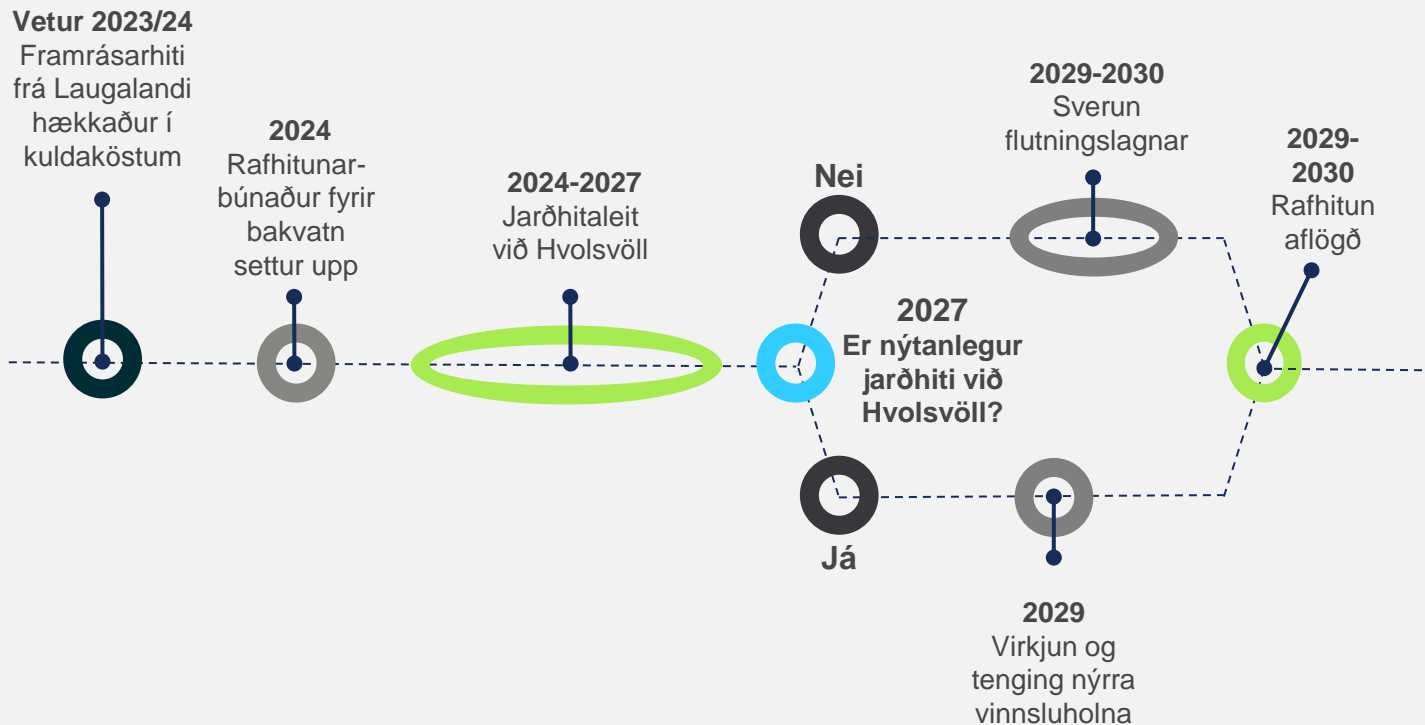 Vetur 2023/24
Framrásarhiti
frá Laugalandi
hækkaður í
kuldaköstum
2024
Rafhitunar-
búnaður fyrir
bakvatn
settur upp
2024-2027
Jarðhitaleit
við Hvolsvöll
Nei
2027
Er nýtanlegur
jarðhiti við
Hvolsvöll?
Já
2029-2030
Sverun
flutningslagnar
2029
Virkjun og
tenging nýrra
vinnsluholna
2029-
2030
Rafhitun
aflögð